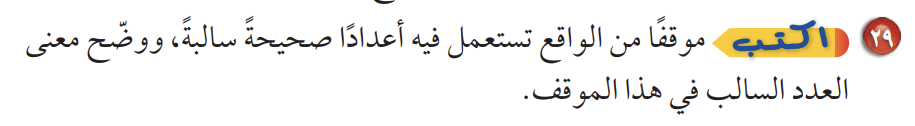 ٢٩ اكتب موقفًا من الواقع تستعمل فيه أعدادًا صحيحةً سالبةً، ووضّح معنى
العدد السالب في هذا الموقف.